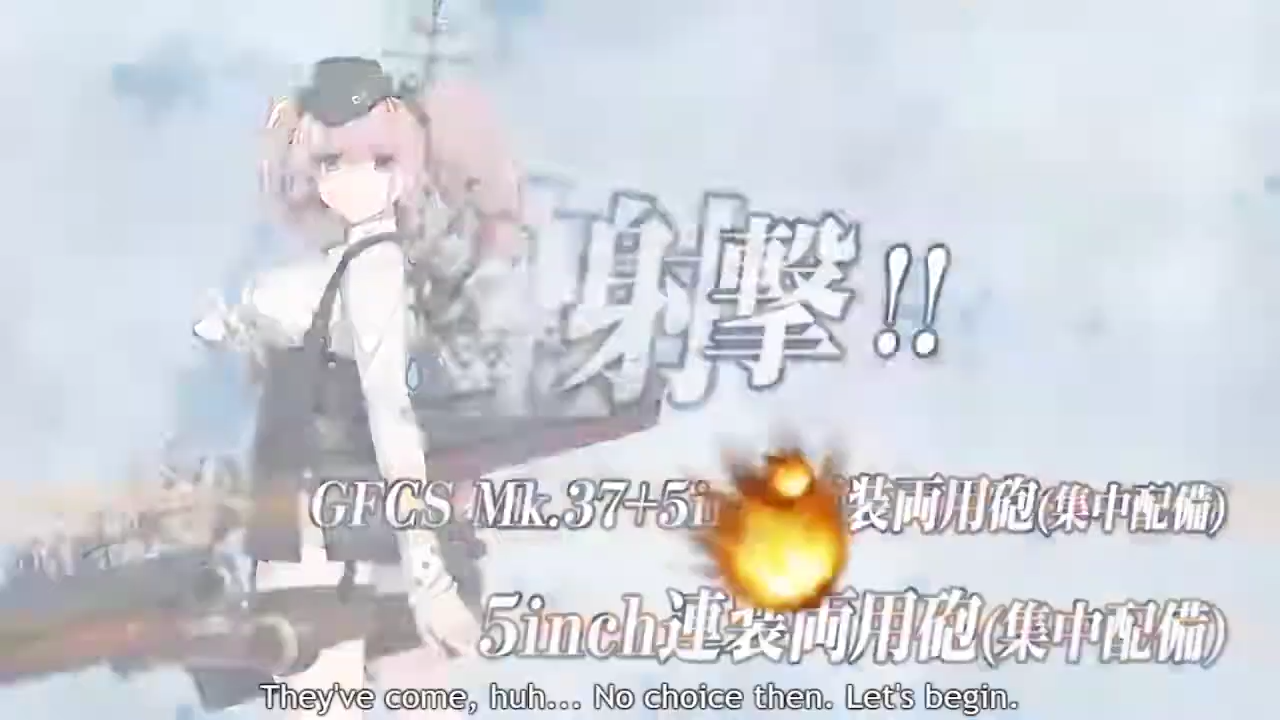 射撃!!
GFCS Mk.37+5in 装両用砲(集中配備)
5inch連装両用砲(集中配備)
They've come, huh... No choice then. Let's begin.